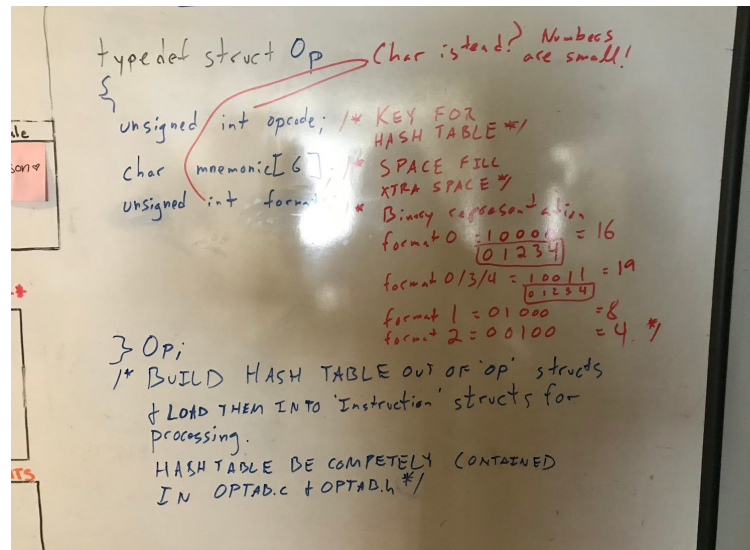 typedef struct Op
Char istead? Numbers
are small!
{
unsigned int opcode; /* KEY FOR
HASH TABLE */
char mnemonic[6]; /* SPACE FILL
XTRA SPACE */
unsigned int format /*
Binary representation
format 0 = 10000 = 16
01234
format 0/3/4 = 10011 = 19
01234
format 1 = 01000 = 8
format 2 = 00100 = 4 */
} Op;
/* BUILD HASH TABLE OUT OF 'OP' structs
& LOAD THEM INTO 'Instruction' structs for
processing.
HASH TABLE BE COMPETELY CONTAINED
IN OPTAB.c & OPTAB.h */